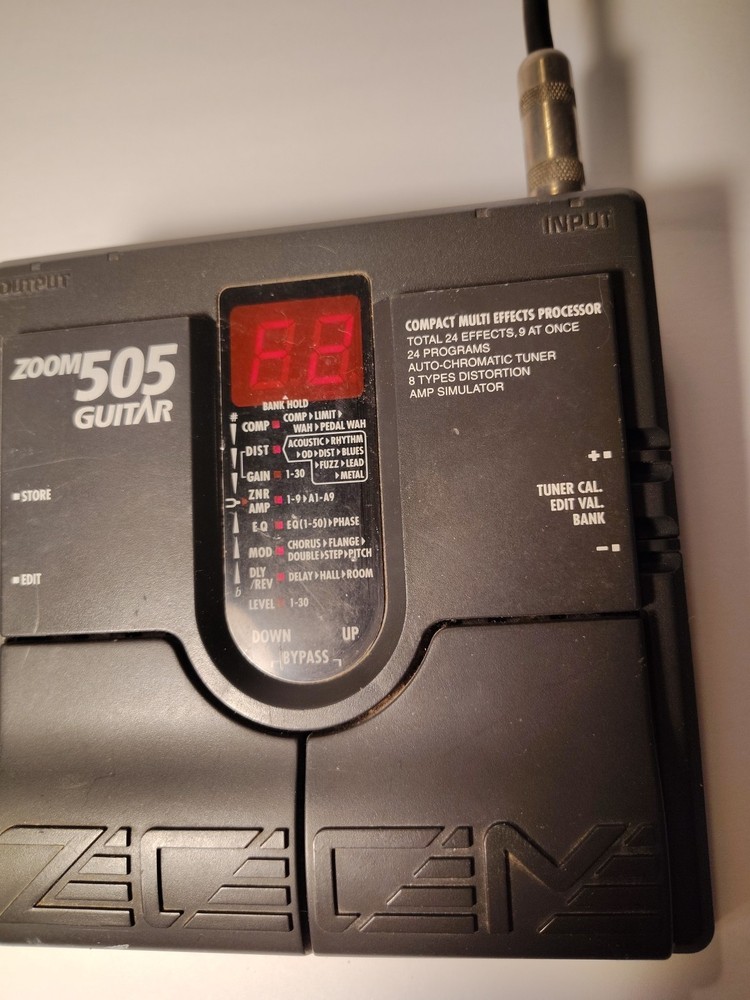 INPUT
OUTPUT
ZOOM 505
GUITAR
COMPACT MULTI EFFECTS PROCESSOR
TOTAL 24 EFFECTS, 9 AT ONCE
24 PROGRAMS
AUTO-CHROMATIC TUNER
8 TYPES DISTORTION
AMP SIMULATOR
BANK HOLD
#
COMP COMP▸LIMIT▸
WAH▸PEDAL WAH
DIST ACOUSTIC▸RHYTHM
▸OD▸DIST▸BLUES
▸FUZZ▸LEAD
▸METAL
GAIN 1-30
ZNR
AMP 1-9▸A1-A9
EQ EQ(1-50)▸PHASE
MOD CHORUS▸FLANGE▸
DOUBLE▸STEP▸PITCH
DLY
/REV DELAY▸HALL▸ROOM
b
LEVEL 1-30
DOWN UP
BYPASS
STORE
EDIT
+
TUNER CAL.
EDIT VAL.
BANK
−
ZOOM